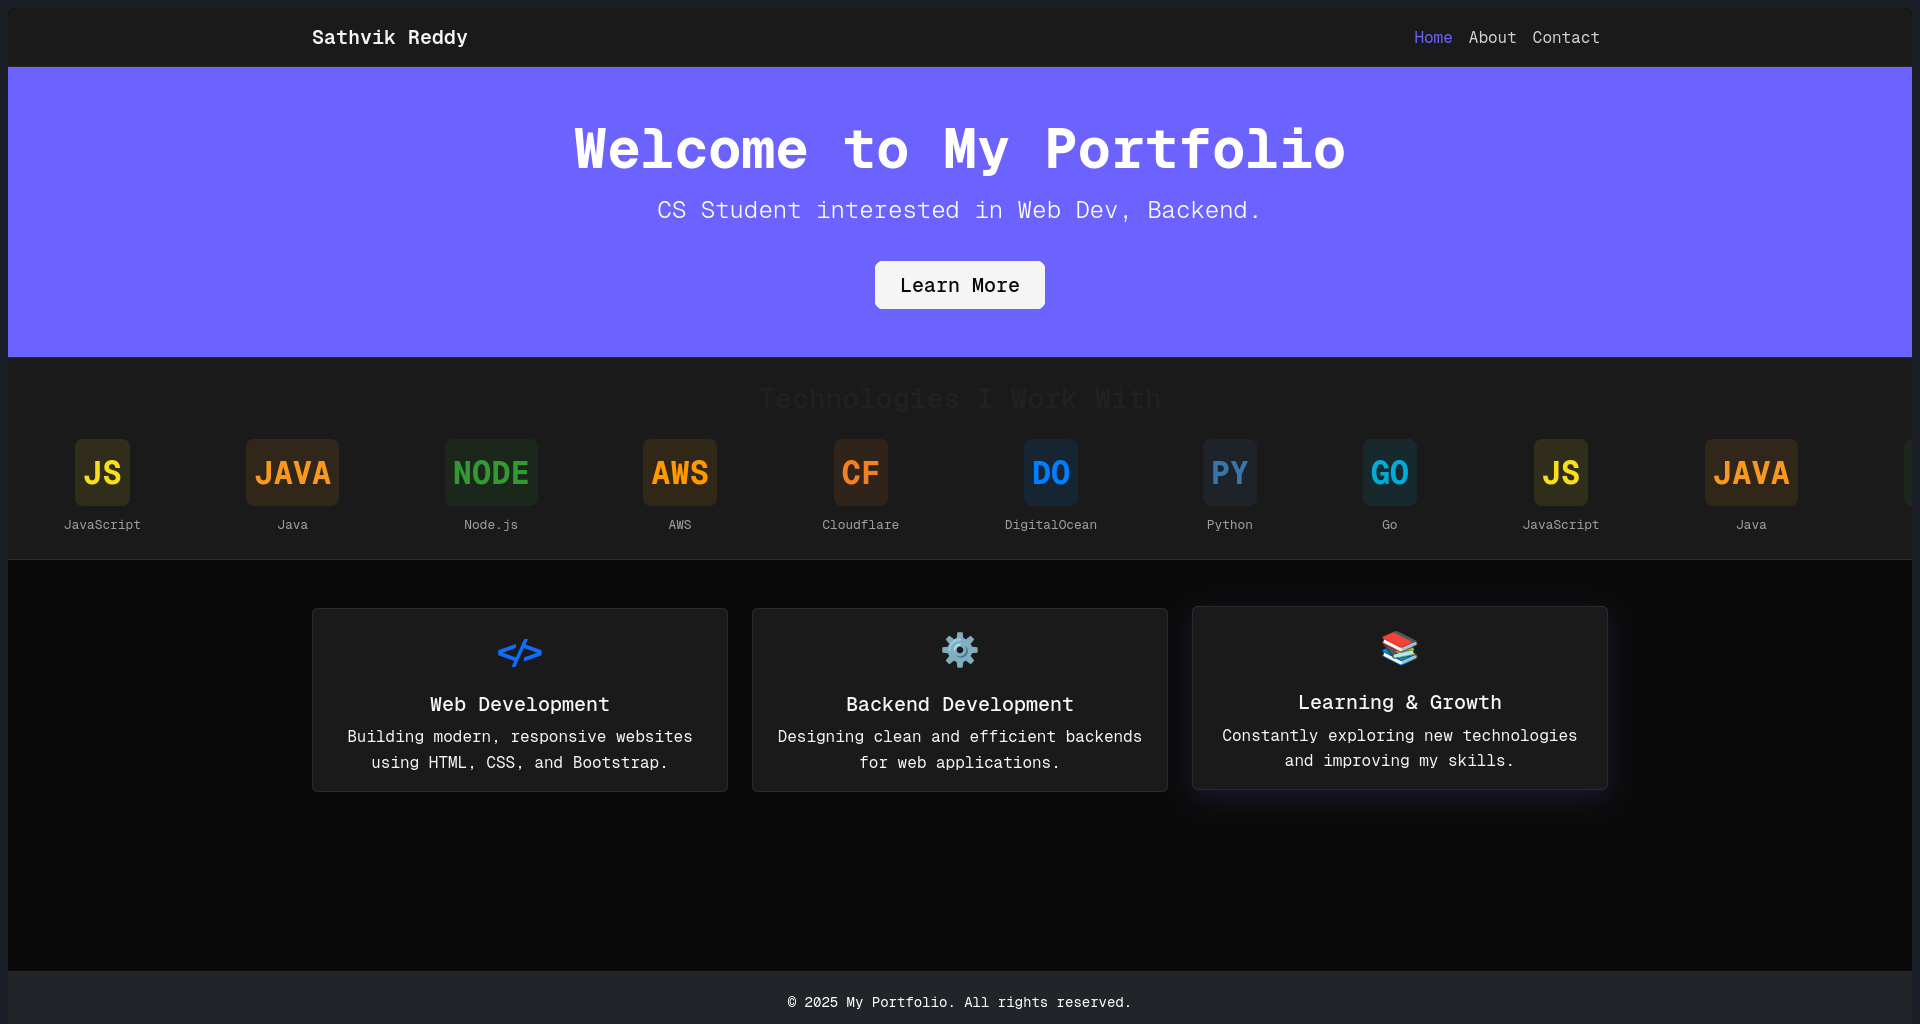 Sathvik Reddy
Home About Contact
Welcome to My Portfolio
CS Student interested in Web Dev, Backend.
Learn More
Technologies I Work With
JS JAVA NODE AWS CF DO PY GO JS JAVA
JavaScript Java Node.js AWS Cloudflare DigitalOcean Python Go JavaScript Java
</>
Web Development
Building modern, responsive websites
using HTML, CSS, and Bootstrap.
Backend Development
Designing clean and efficient backends
for web applications.
Learning & Growth
Constantly exploring new technologies
and improving my skills.
© 2025 My Portfolio. All rights reserved.